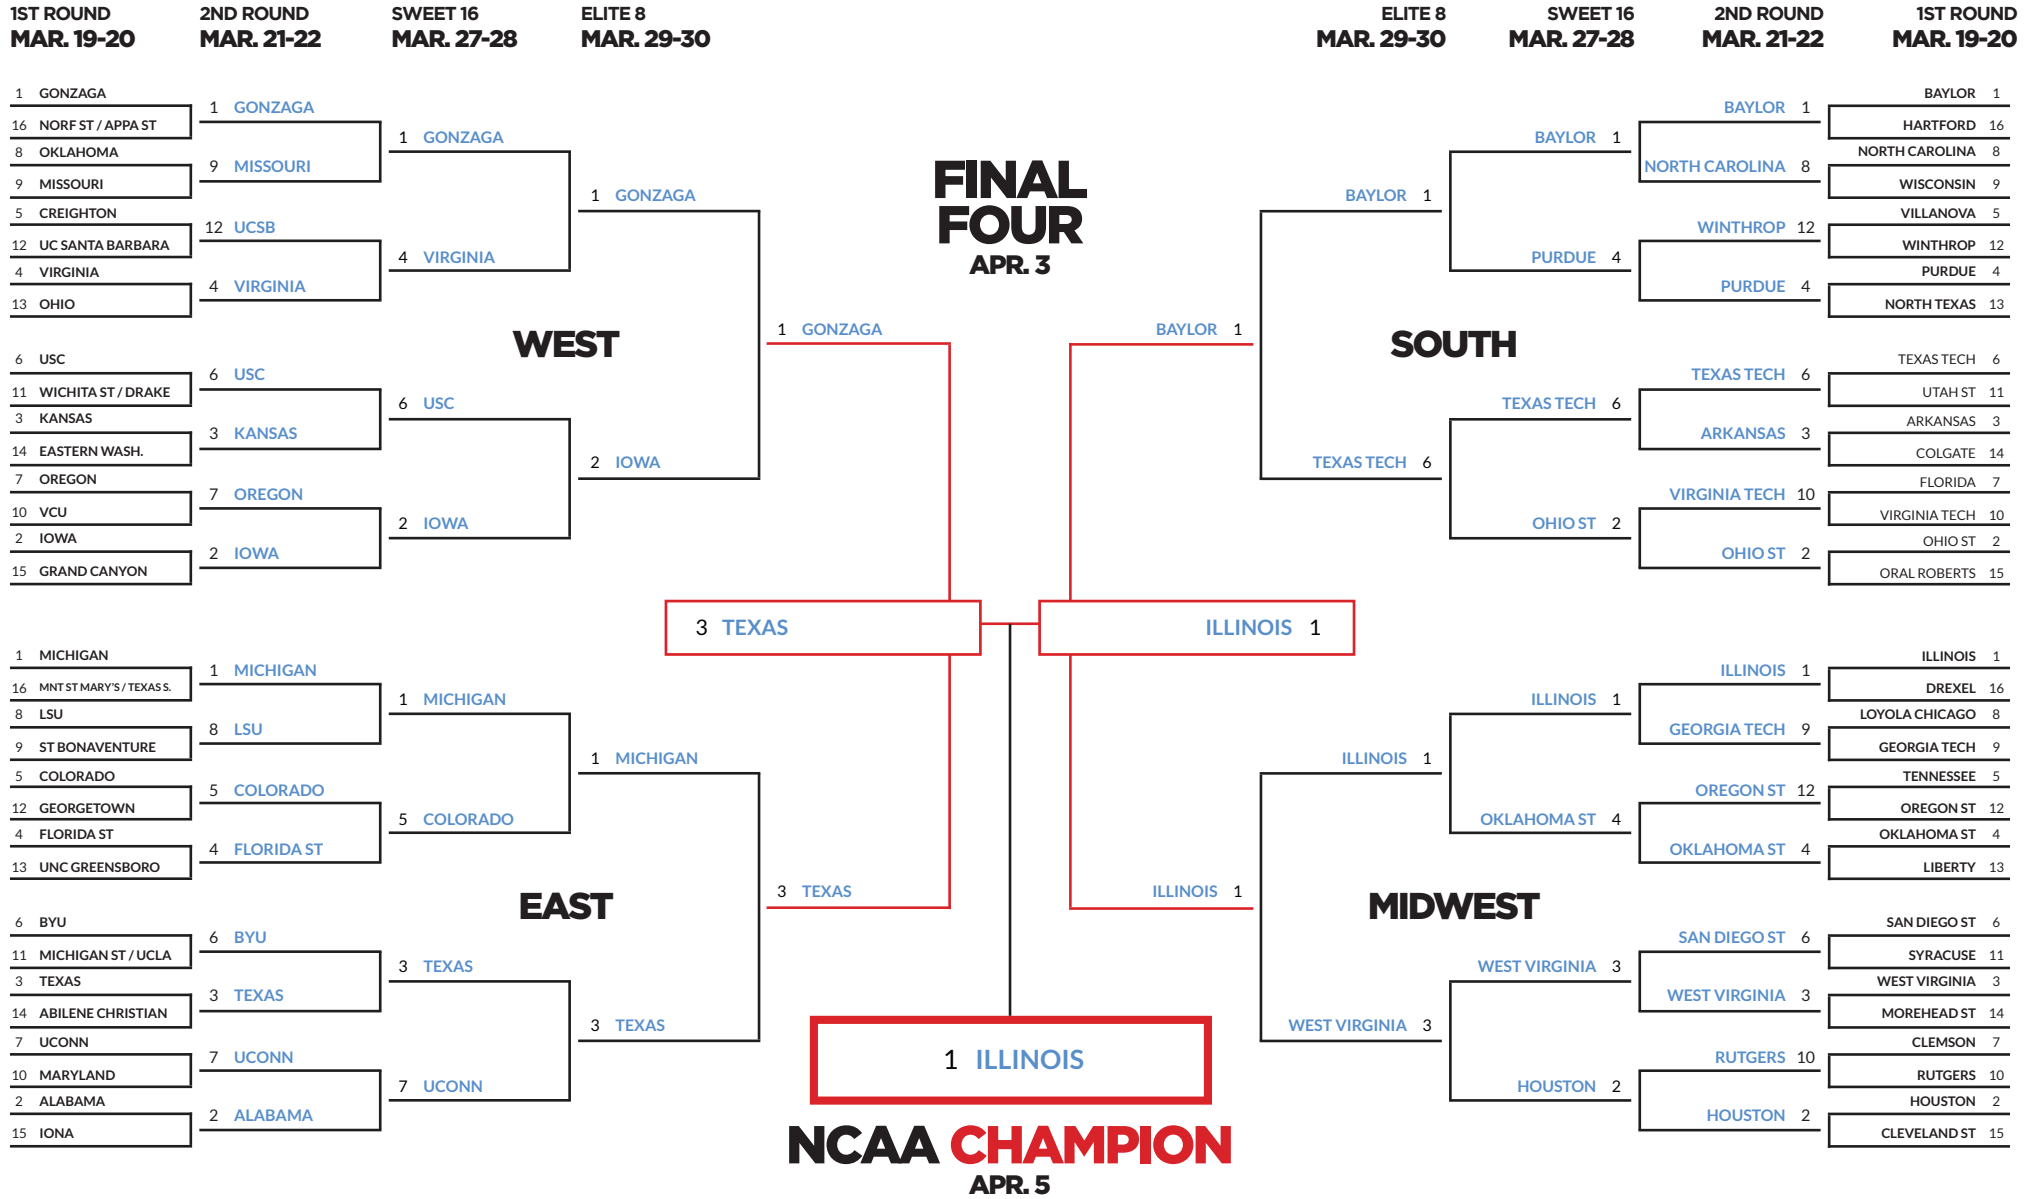 1ST ROUND
MAR. 19-20
2ND ROUND
MAR. 21-22
SWEET 16
MAR. 27-28
ELITE 8
MAR. 29-30
ELITE 8
MAR. 29-30
SWEET 16
MAR. 27-28
2ND ROUND
MAR. 21-22
1ST ROUND
MAR. 19-20
1 GONZAGA
16 NORF ST / APPA ST
8 OKLAHOMA
9 MISSOURI
5 CREIGHTON
12 UC SANTA BARBARA
4 VIRGINIA
13 OHIO
6 USC
11 WICHITA ST / DRAKE
3 KANSAS
14 EASTERN WASH.
7 OREGON
10 VCU
2 IOWA
15 GRAND CANYON
1 GONZAGA
9 MISSOURI
12 UCSB
4 VIRGINIA
6 USC
3 KANSAS
7 OREGON
2 IOWA
1 GONZAGA
4 VIRGINIA
6 USC
2 IOWA
1 GONZAGA
2 IOWA
WEST
1 GONZAGA
1 MICHIGAN
16 MNT ST MARY'S / TEXAS S.
8 LSU
9 ST BONAVENTURE
5 COLORADO
12 GEORGETOWN
4 FLORIDA ST
13 UNC GREENSBORO
6 BYU
11 MICHIGAN ST / UCLA
3 TEXAS
14 ABILENE CHRISTIAN
7 UCONN
10 MARYLAND
2 ALABAMA
15 IONA
1 MICHIGAN
8 LSU
5 COLORADO
4 FLORIDA ST
6 BYU
3 TEXAS
7 UCONN
2 ALABAMA
1 MICHIGAN
5 COLORADO
3 TEXAS
7 UCONN
1 MICHIGAN
3 TEXAS
EAST
3 TEXAS
FINAL
FOUR
APR. 3
3 TEXAS
ILLINOIS 1
1 ILLINOIS
NCAA CHAMPION
APR. 5
BAYLOR 1
SOUTH
BAYLOR 1
TEXAS TECH 6
BAYLOR 1
PURDUE 4
TEXAS TECH 6
OHIO ST 2
BAYLOR 1
NORTH CAROLINA 8
WINTHROP 12
PURDUE 4
TEXAS TECH 6
ARKANSAS 3
VIRGINIA TECH 10
OHIO ST 2
BAYLOR 1
HARTFORD 16
NORTH CAROLINA 8
WISCONSIN 9
VILLANOVA 5
WINTHROP 12
PURDUE 4
NORTH TEXAS 13
TEXAS TECH 6
UTAH ST 11
ARKANSAS 3
COLGATE 14
FLORIDA 7
VIRGINIA TECH 10
OHIO ST 2
ORAL ROBERTS 15
ILLINOIS 1
MIDWEST
ILLINOIS 1
WEST VIRGINIA 3
ILLINOIS 1
OKLAHOMA ST 4
WEST VIRGINIA 3
HOUSTON 2
ILLINOIS 1
GEORGIA TECH 9
OREGON ST 12
OKLAHOMA ST 4
SAN DIEGO ST 6
WEST VIRGINIA 3
RUTGERS 10
HOUSTON 2
ILLINOIS 1
DREXEL 16
LOYOLA CHICAGO 8
GEORGIA TECH 9
TENNESSEE 5
OREGON ST 12
OKLAHOMA ST 4
LIBERTY 13
SAN DIEGO ST 6
SYRACUSE 11
WEST VIRGINIA 3
MOREHEAD ST 14
CLEMSON 7
RUTGERS 10
HOUSTON 2
CLEVELAND ST 15